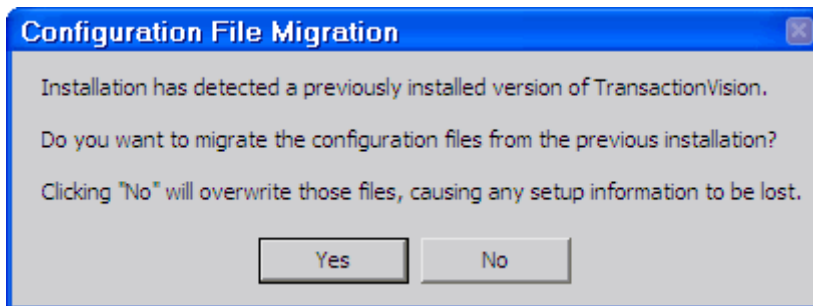 Configuration File Migration
Installation has detected a previously installed version of TransactionVision.
Do you want to migrate the configuration files from the previous installation?
Clicking "No" will overwrite those files, causing any setup information to be lost.
Yes No